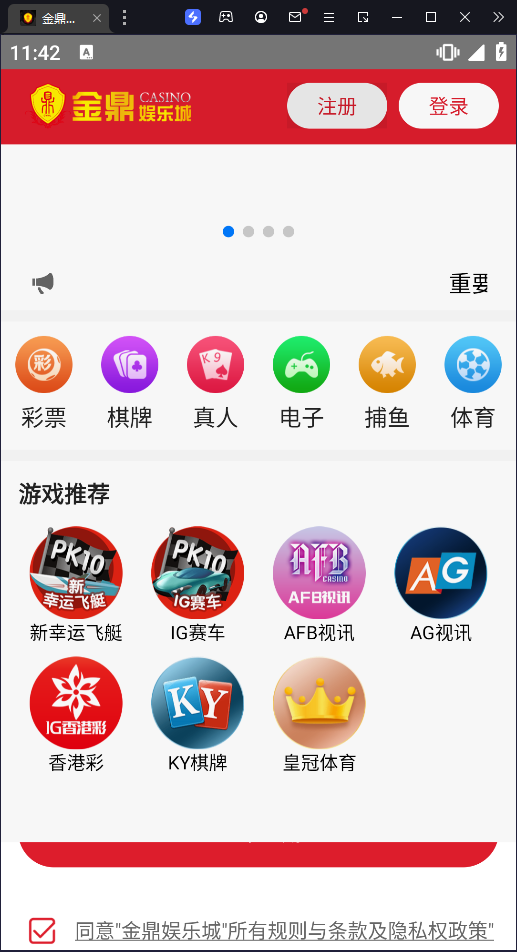 金鼎...
11:42
A
金鼎 CASINO 娱乐城
注册
登录
重要
彩
K 9
彩票
棋牌
真人
电子
捕鱼
体育
游戏推荐
PK10 新 幸运飞艇
PK10 IG赛车
AFB CASINO AFB视讯
AG
新幸运飞艇
IG赛车
AFB视讯
AG视讯
IG香港彩
KY
香港彩
KY棋牌
皇冠体育
同意"金鼎娱乐城"所有规则与条款及隐私权政策"